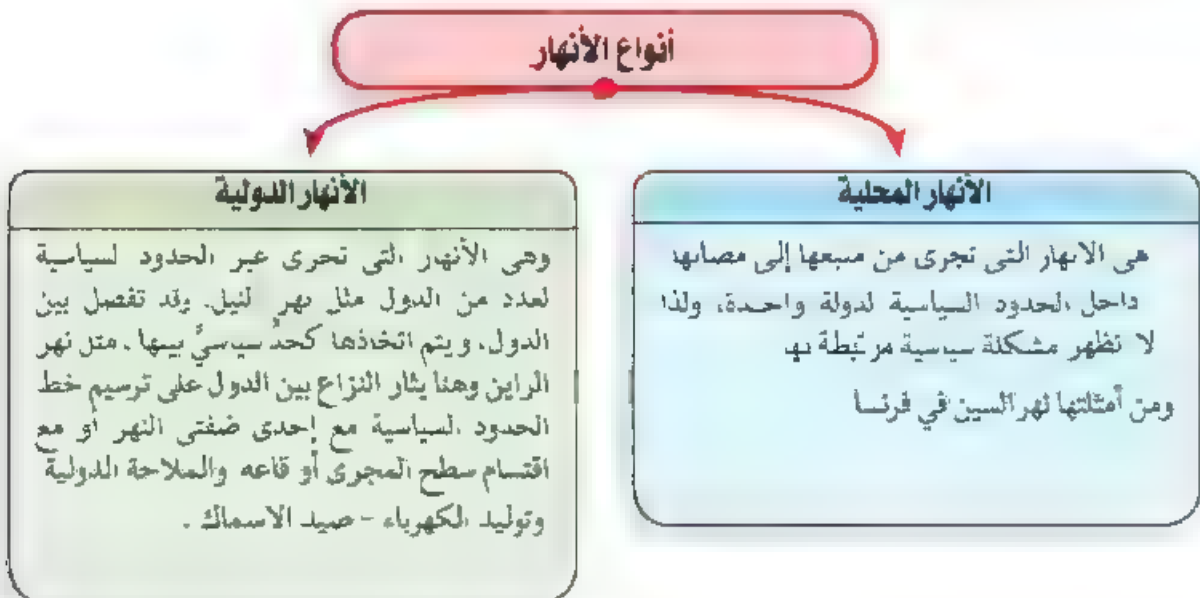 أنواع الأنهار
الأنهار المحلية
هى الانهار التى تجرى من منبعها إلى مصابها
داخل الحدود السياسية لدولة واحدة، ولذا
لا تظهر مشكلة سياسية مرتبطة بها
ومن أمثلتها نهر السين في فرنسا
الأنهار الدولية
وهى الأنهار التى تجرى عبر الحدود السياسية
لعدد من الدول مثل نهر النيل. وقد تفصل بين
الدول، ويتم اتخاذها كحدٌ سياسيٌّ بينها، مثل نهر
الراين وهنا يثار النزاع بين الدول على ترسيم خط
الحدود السياسية مع إحدى ضفتى النهر أو مع
اقتسام سطح المجرى أو قاعه والملاحة الدولية
وتوليد الكهرباء - صيد الاسماك .